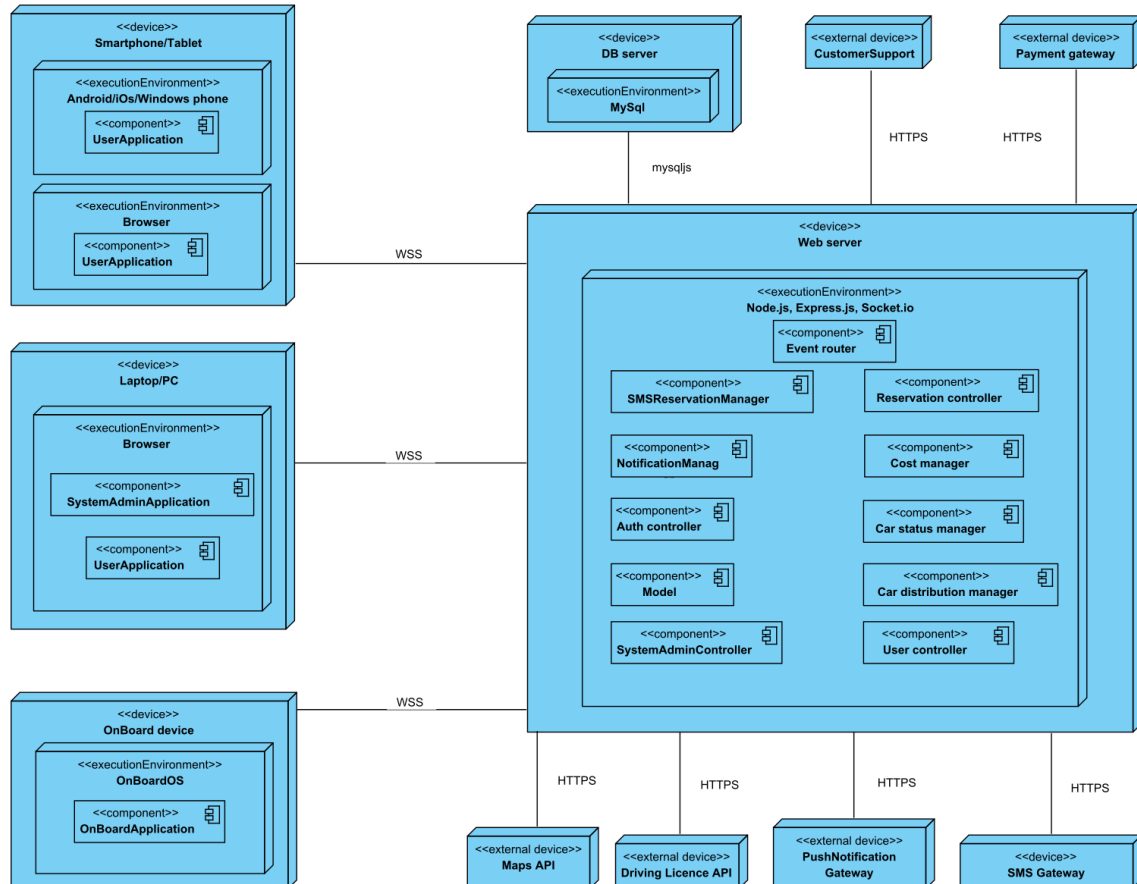 <<device>>
Smartphone/Tablet
<<executionEnvironment>>
Android/iOs/Windows phone
<<component>>
UserApplication
<<executionEnvironment>>
Browser
<<component>>
UserApplication
<<device>>
DB server
<<executionEnvironment>>
MySql
<<external device>>
CustomerSupport
<<external device>>
Payment gateway
mysqljs
HTTPS
HTTPS
WSS
<<device>>
Web server
<<executionEnvironment>>
Node.js, Express.js, Socket.io
<<component>>
Event router
<<component>>
SMSReservationManager
<<component>>
Reservation controller
<<component>>
NotificationManag
<<component>>
Cost manager
<<component>>
Auth controller
<<component>>
Car status manager
<<component>>
Model
<<component>>
Car distribution manager
<<component>>
SystemAdminController
<<component>>
User controller
<<device>>
Laptop/PC
<<executionEnvironment>>
Browser
<<component>>
SystemAdminApplication
<<component>>
UserApplication
WSS
<<device>>
OnBoard device
<<executionEnvironment>>
OnBoardOS
<<component>>
OnBoardApplication
WSS
HTTPS
HTTPS
HTTPS
HTTPS
<<external device>>
Maps API
<<external device>>
Driving Licence API
<<external device>>
PushNotification
Gateway
<<device>>
SMS Gateway